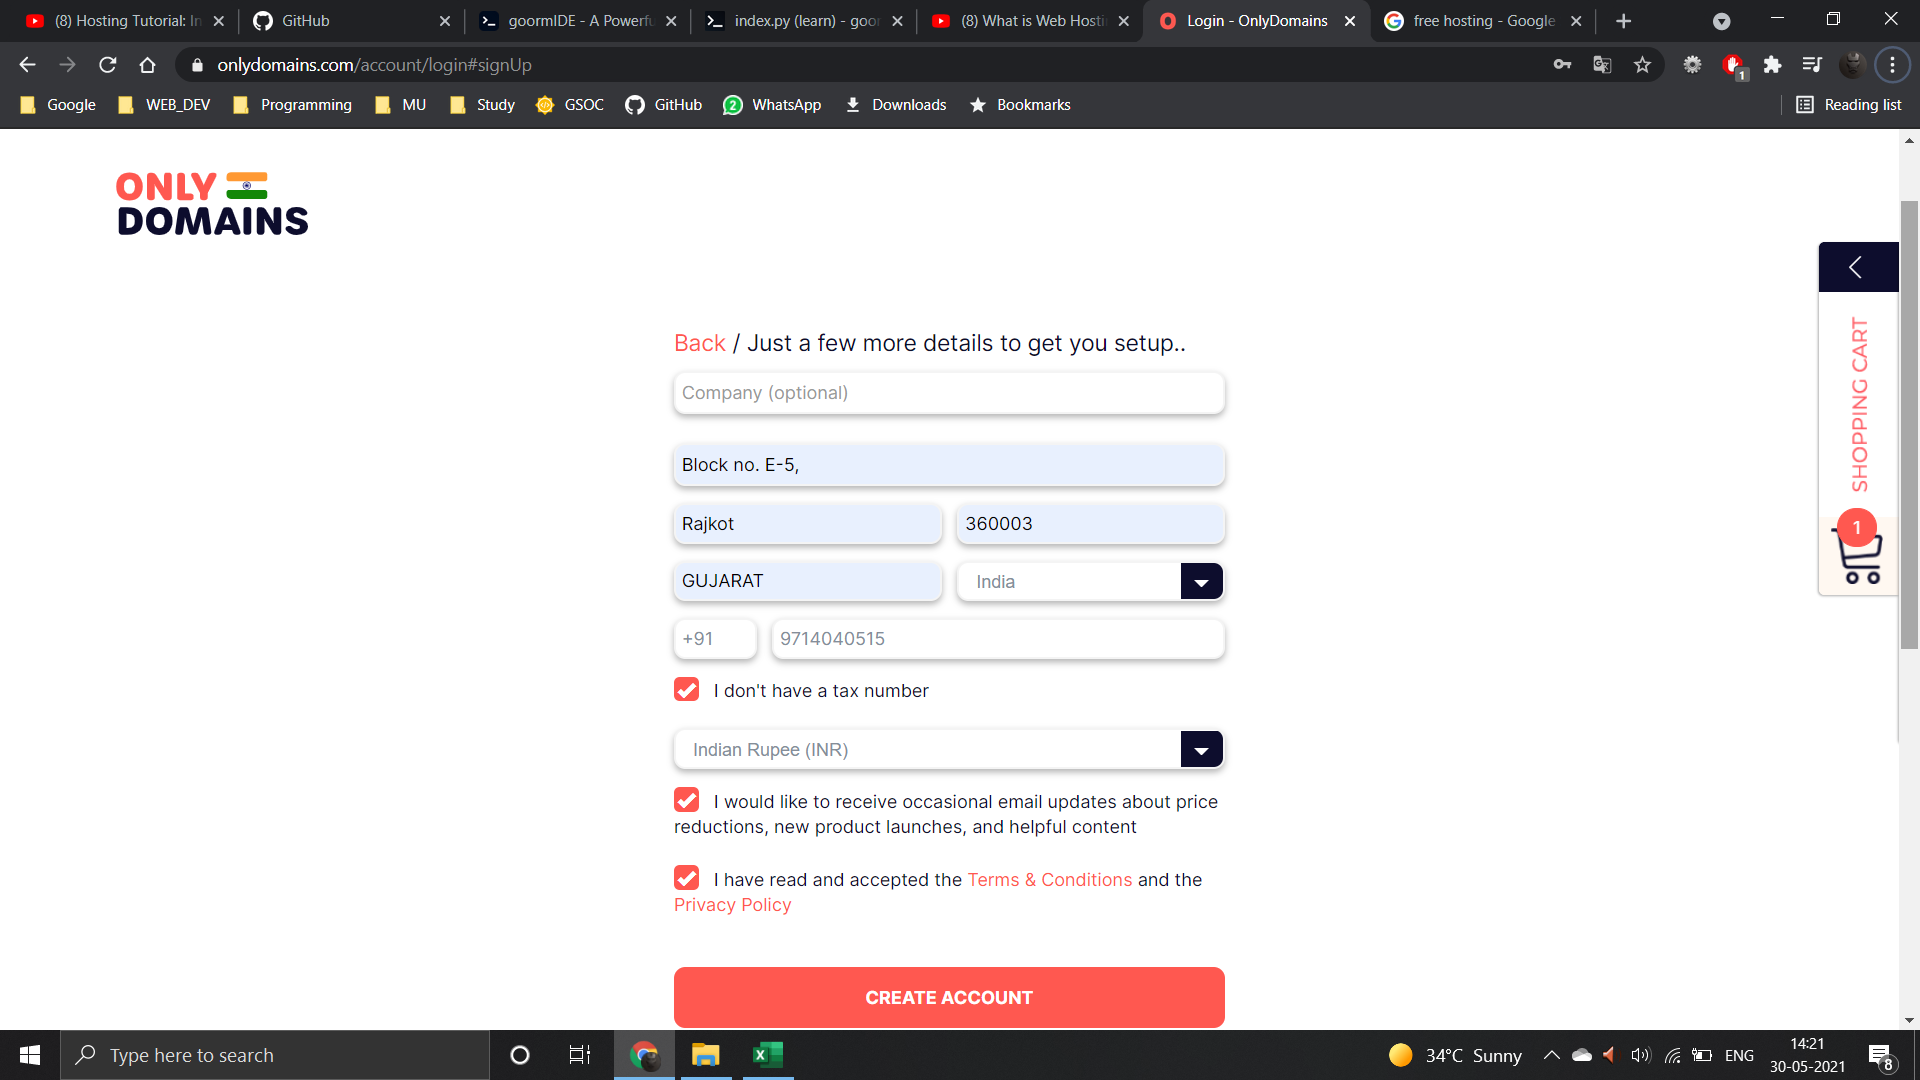 (8) Hosting Tutorial: In
GitHub
goormIDE - A Powerfu
index.py (learn) - goor
(8) What is Web Hosti
Login - OnlyDomains
free hosting - Google
onlydomains.com/account/login#signUp
1
Google
WEB_DEV
Programming
MU
Study
GSOC
GitHub
2
WhatsApp
Downloads
Bookmarks
Reading list
ONLY
DOMAINS
SHOPPING CART
1
Back / Just a few more details to get you setup..
Company (optional)
Block no. E-5,
Rajkot
360003
GUJARAT
India
+91
9714040515
I don't have a tax number
Indian Rupee (INR)
I would like to receive occasional email updates about price
reductions, new product launches, and helpful content
I have read and accepted the Terms & Conditions and the
Privacy Policy
CREATE ACCOUNT
Type here to search
34°C Sunny
ENG
14:21
30-05-2021
8